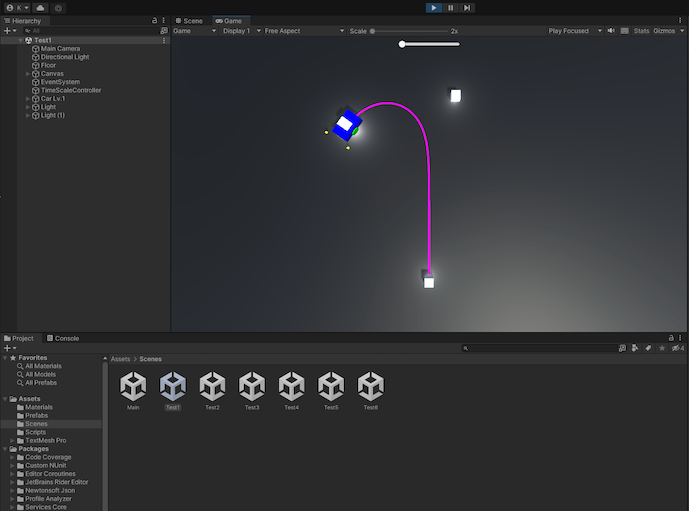 K
Hierarchy
All
Test1
Main Camera
Directional Light
Floor
Canvas
EventSystem
TimeScaleController
Car Lv.1
Light
Light (1)
Scene Game
Game Display 1 Free Aspect Scale 2x Play Focused Stats Gizmos
Project Console
4
Favorites
All Materials
All Models
All Prefabs
Assets
Materials
Prefabs
Scenes
Scripts
TextMesh Pro
Packages
Code Coverage
Custom NUnit
Editor Coroutines
JetBrains Rider Editor
Newtonsoft Json
Profile Analyzer
Services Core
Assets > Scenes
Main Test1 Test2 Test3 Test4 Test5 Test6